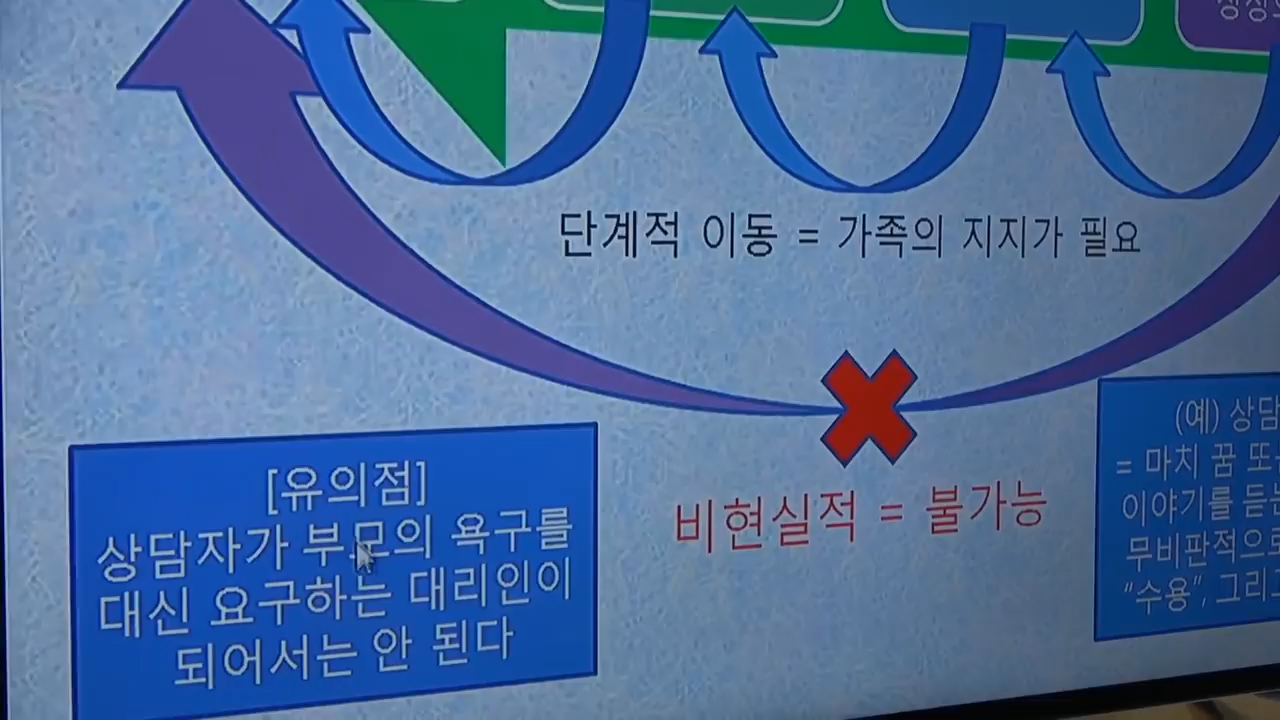 단계적 이동 = 가족의 지지가 필요
비현실적 = 불가능
[유의점]
상담자가 부모의 욕구를
대신 요구하는 대리인이
되어서는 안 된다
(예) 상담
= 마치 꿈 또
이야기를 듣는
무비판적으로
“수용”, 그리고